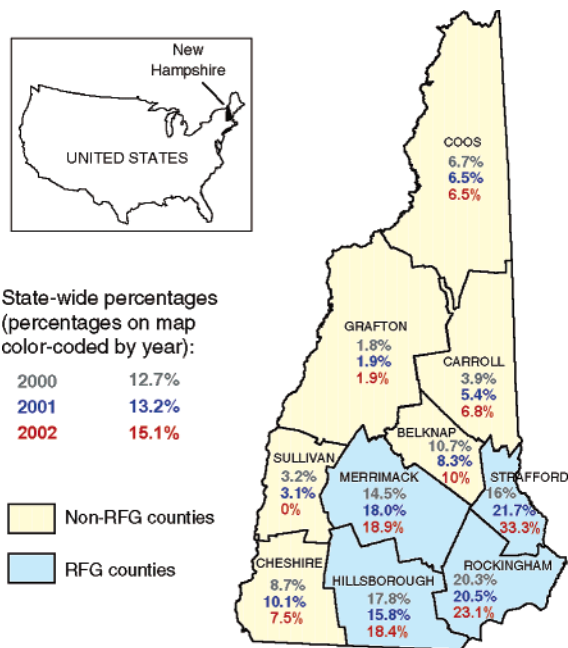 New
Hampshire
UNITED STATES
State-wide percentages
(percentages on map
color-coded by year):
2000 12.7%
2001 13.2%
2002 15.1%
Non-RFG counties
RFG counties
COOS
6.7%
6.5%
6.5%
GRAFTON
1.8%
1.9%
1.9%
CARROLL
3.9%
5.4%
6.8%
BELKNAP
10.7%
8.3%
10%
SULLIVAN
3.2%
3.1%
0%
MERRIMACK
14.5%
18.0%
18.9%
STRAFFORD
16%
21.7%
33.3%
CHESHIRE
8.7%
10.1%
7.5%
HILLSBOROUGH
17.8%
15.8%
18.4%
ROCKINGHAM
20.3%
20.5%
23.1%